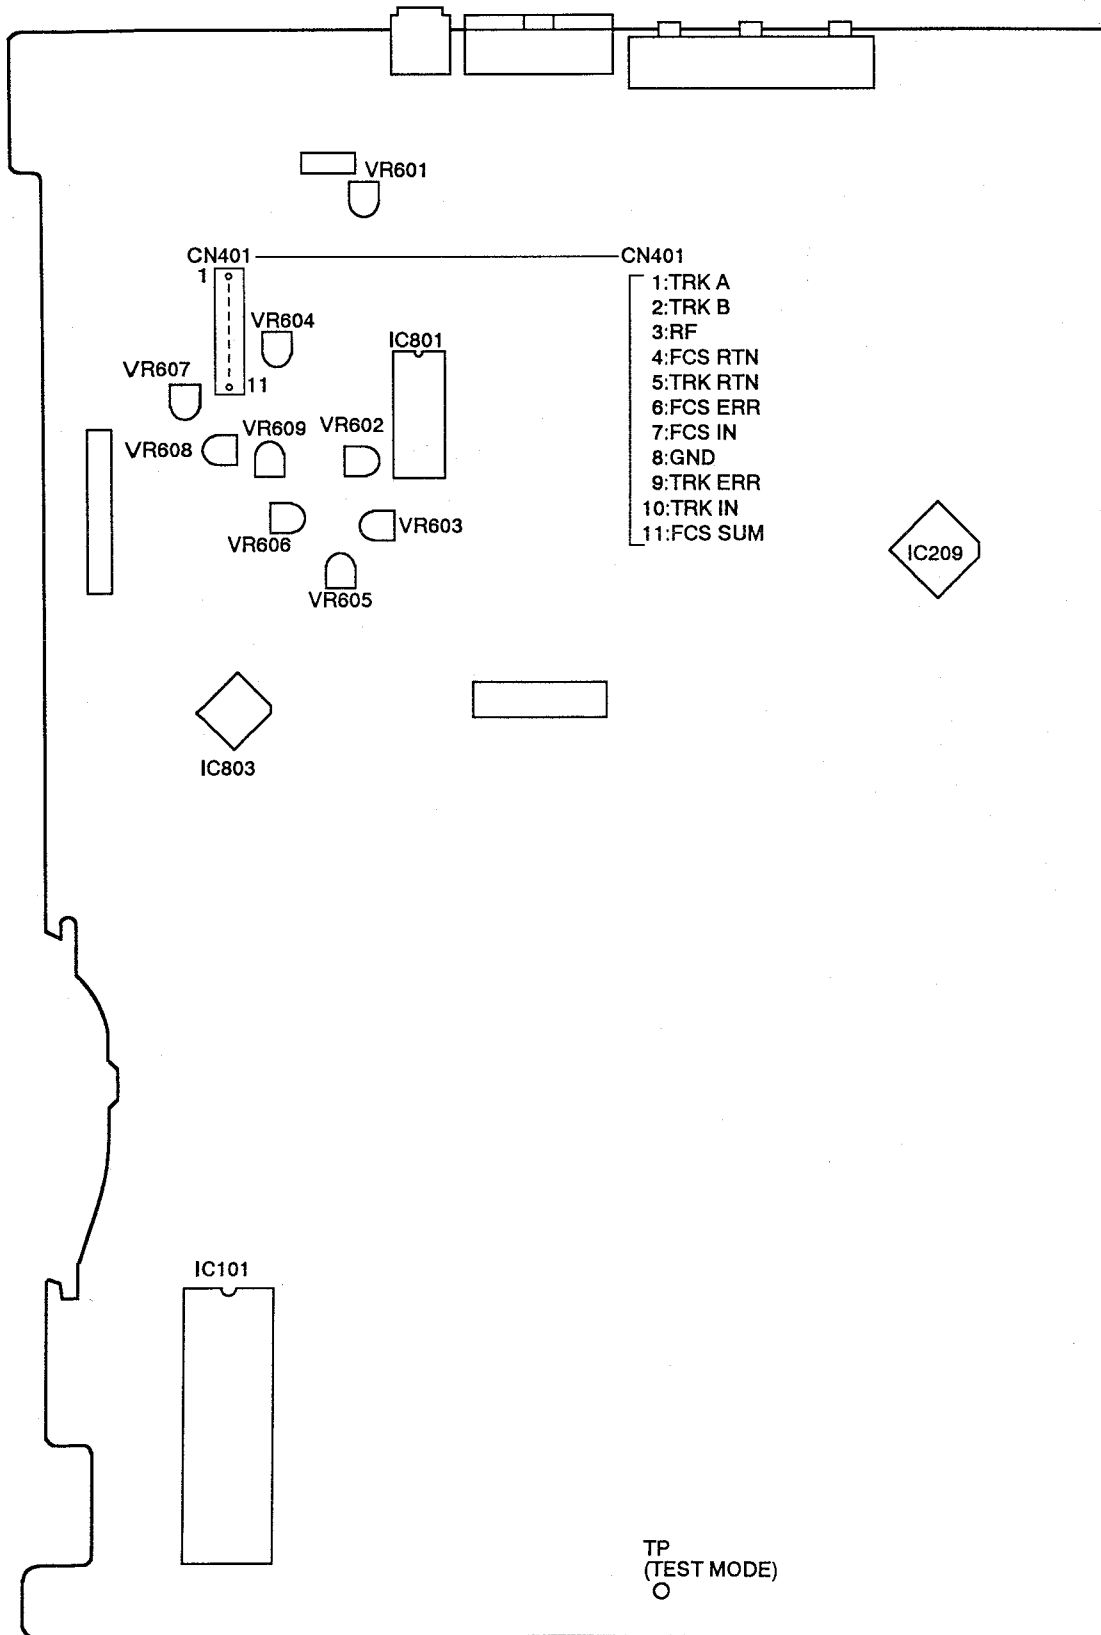 VR601
CN401
CN401
1
11
1:TRK A
2:TRK B
3:RF
4:FCS RTN
5:TRK RTN
6:FCS ERR
7:FCS IN
8:GND
9:TRK ERR
10:TRK IN
11:FCS SUM
VR604
IC801
VR607
VR609
VR602
VR608
VR606
VR603
VR605
IC209
IC803
IC101
TP
(TEST MODE)